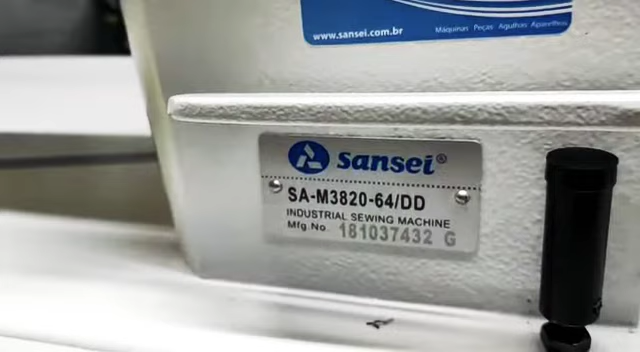 www.sansei.com.br
Máquinas Peças Agulhas Aparelhos
sansei®
SA-M3820-64/DD
INDUSTRIAL SEWING MACHINE
Mfg.No 181037432 G